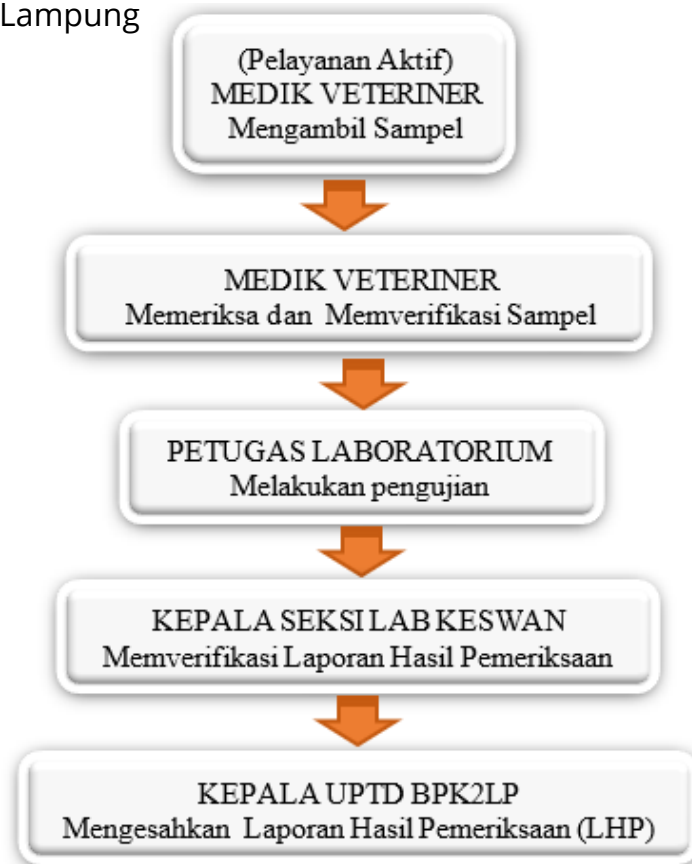 Lampung
(Pelayanan Aktif)
MEDIK VETERINER
Mengambil Sampel
MEDIK VETERINER
Memeriksa dan Memverifikasi Sampel
PETUGAS LABORATORIUM
Melakukan pengujian
KEPALA SEKSI LAB KESWAN
Memverifikasi Laporan Hasil Pemeriksaan
KEPALA UPTD BPK2LP
Mengesahkan Laporan Hasil Pemeriksaan (LHP)